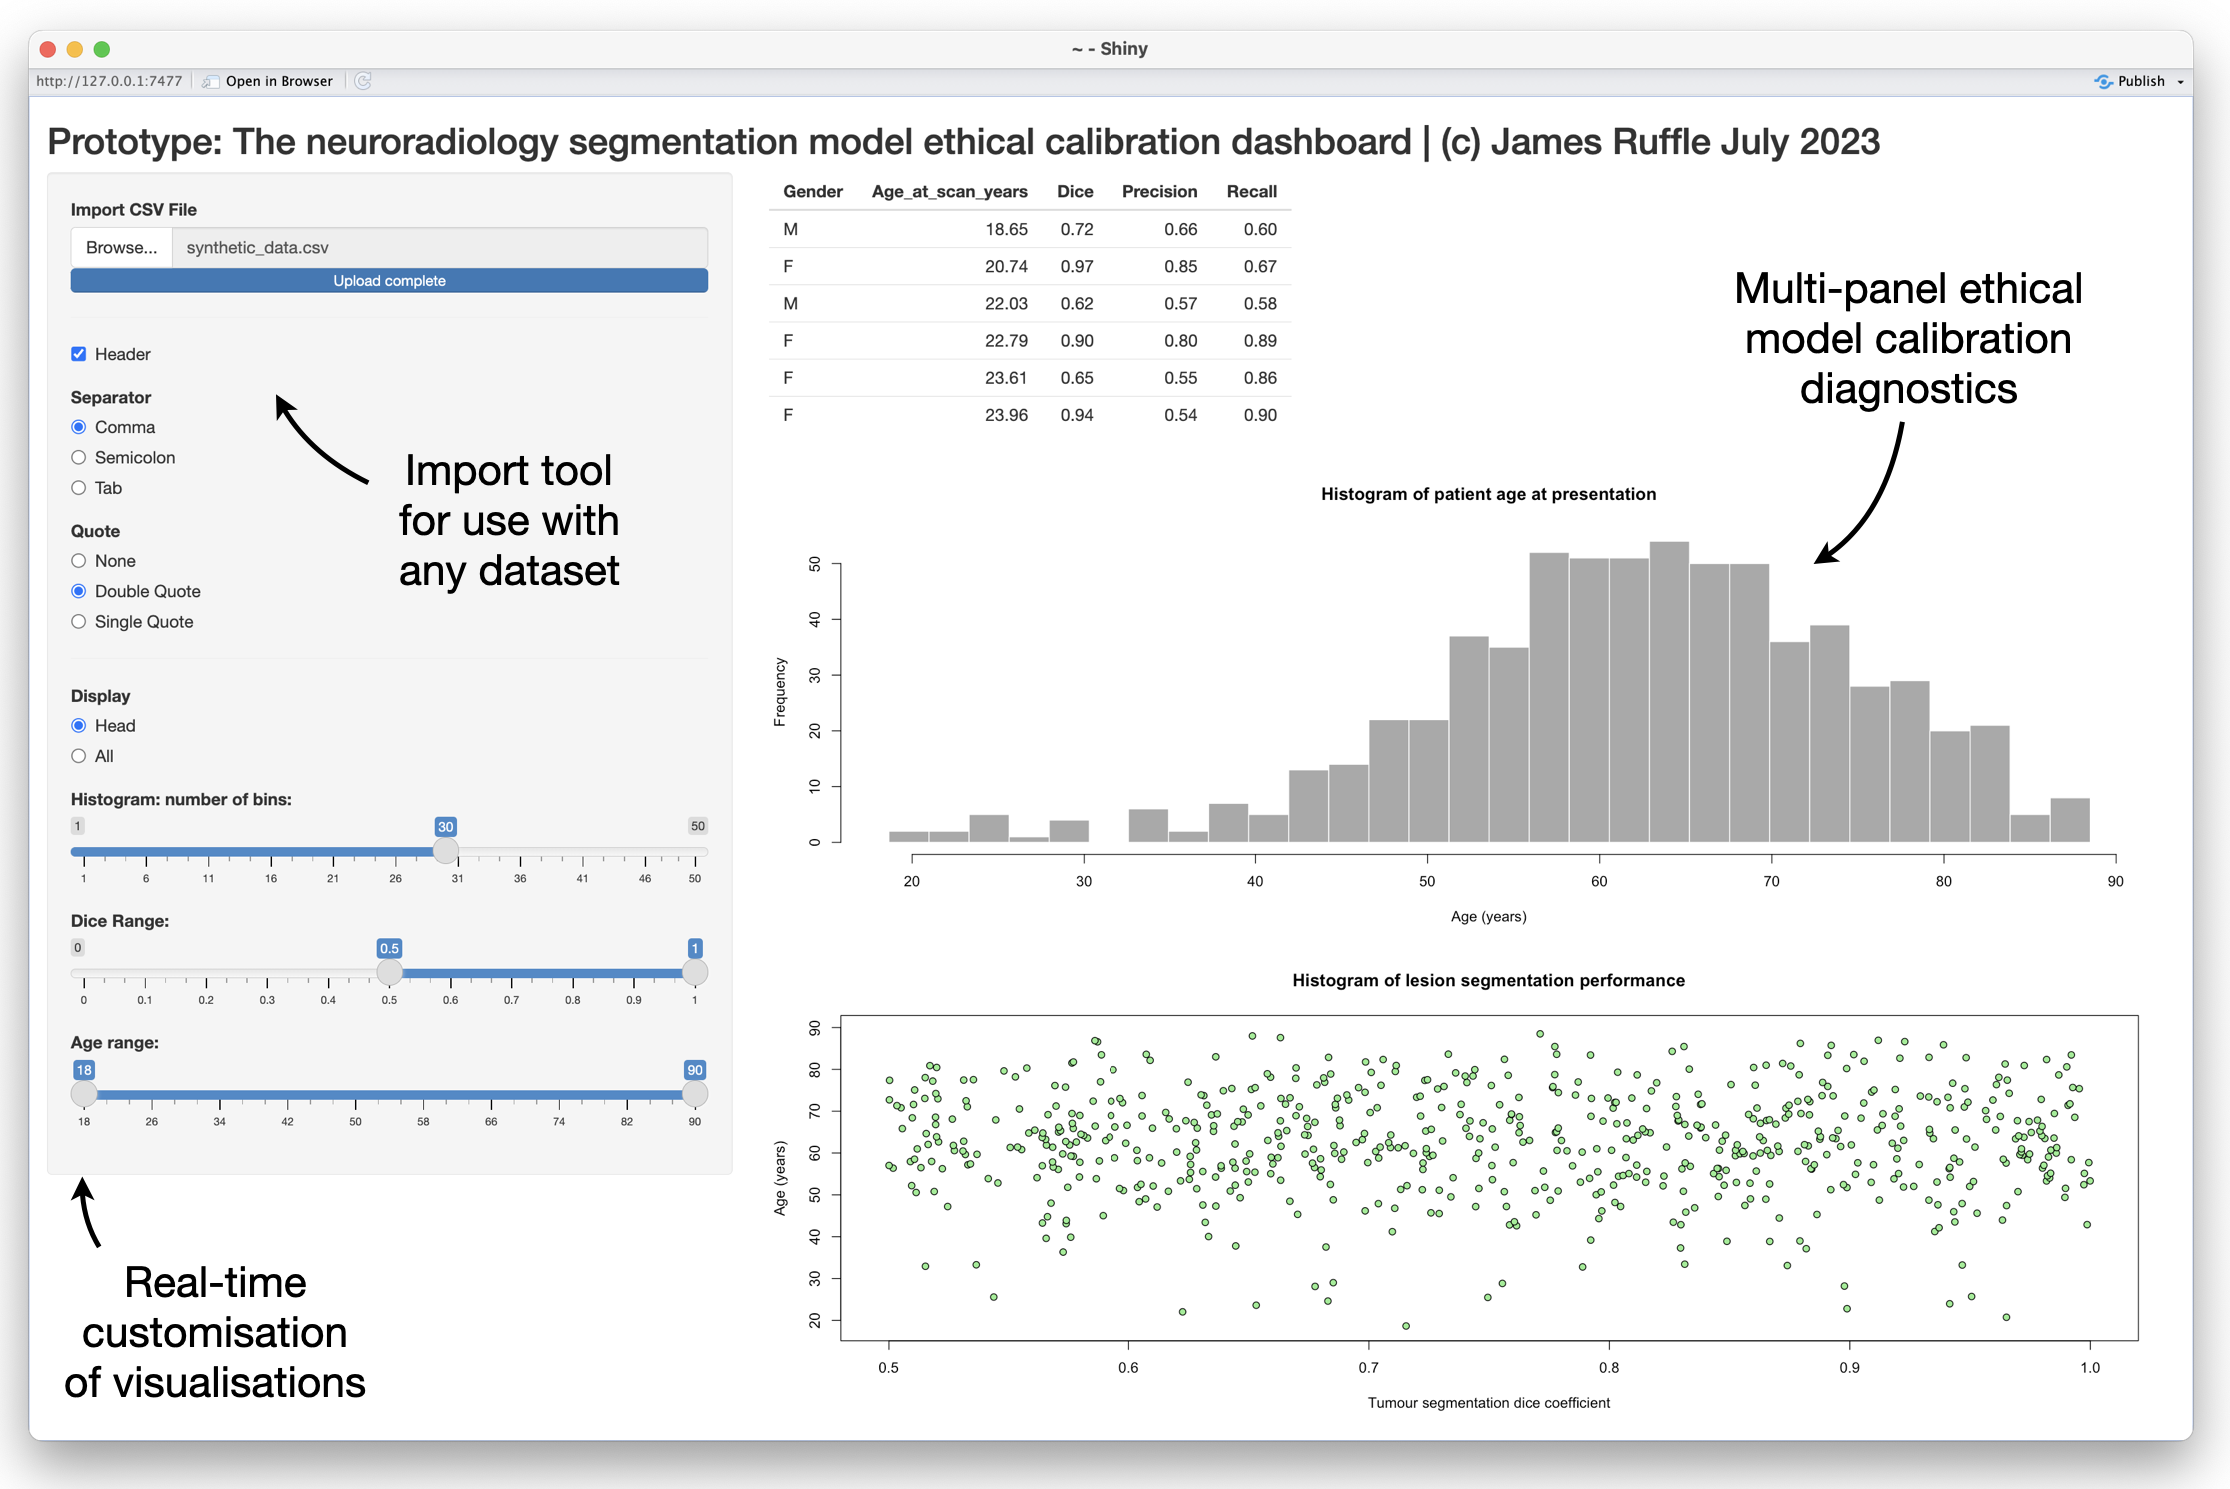 ~ - Shiny
http://127.0.0.1:7477 Open in Browser Publish
Prototype: The neuroradiology segmentation model ethical calibration dashboard | (c) James Ruffle July 2023
Import CSV File
Browse... synthetic_data.csv
Upload complete
Header
Separator
Comma
Semicolon
Tab
Quote
None
Double Quote
Single Quote
Display
Head
All
Histogram: number of bins:
1 30 50
1 6 11 16 21 26 31 36 41 46 50
Dice Range:
0 0.5 1
0 0.1 0.2 0.3 0.4 0.5 0.6 0.7 0.8 0.9 1
Age range:
18 90
18 26 34 42 50 58 66 74 82 90
Import tool
for use with
any dataset
Real-time
customisation
of visualisations
Gender Age_at_scan_years Dice Precision Recall
M 18.65 0.72 0.66 0.60
F 20.74 0.97 0.85 0.67
M 22.03 0.62 0.57 0.58
F 22.79 0.90 0.80 0.89
F 23.61 0.65 0.55 0.86
F 23.96 0.94 0.54 0.90
Multi-panel ethical
model calibration
diagnostics
Histogram of patient age at presentation
Frequency
50
40
30
20
10
0
20 30 40 50 60 70 80 90
Age (years)
Histogram of lesion segmentation performance
Age (years)
90
80
70
60
50
40
30
20
0.5 0.6 0.7 0.8 0.9 1.0
Tumour segmentation dice coefficient